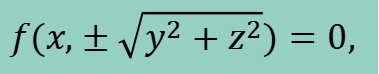 f(x, ± √(y² + z²)) = 0,